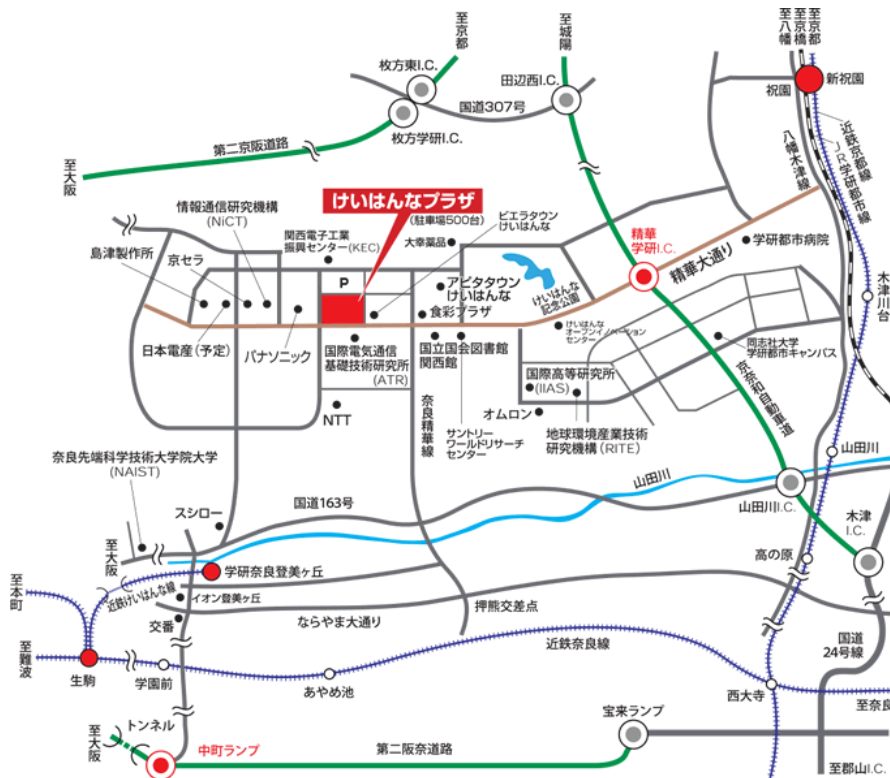 至京都
至城陽
至八幡
至京橋
至京都
枚方東I.C.
田辺西I.C.
国道307号
祝園
新祝園
枚方学研I.C.
第二京阪道路
至大阪
八幡木津線
JR学研都市線
近鉄京都線
けいはんなプラザ
(駐車場500台)
情報通信研究機構
(NiCT)
関西電子工業
振興センター(KEC)
大幸薬品
ビエラタウン
けいはんな
精華
学研I.C.
精華大通り
学研都市病院
島津製作所
京セラ
P
アピタタウン
けいはんな
けいはんな
記念公園
木津川台
食彩プラザ
日本電産(予定)
パナソニック
国際電気通信
基礎技術研究所
(ATR)
国立国会図書館
関西館
けいはんな
オープンイノベーション
センター
同志社大学
学研都市キャンパス
国際高等研究所
(IIAS)
NTT
奈良精華線
サントリー
ワールドリサーチ
センター
オムロン
地球環境産業技術
研究機構(RITE)
京奈和自動車道
奈良先端科学技術大学院大学
(NAIST)
山田川
山田川
国道163号
山田川I.C.
木津
I.C.
スシロー
至大阪
高の原
学研奈良登美ヶ丘
至本町
近鉄けいはんな線
イオン登美ヶ丘
交番
ならやま大通り
押熊交差点
国道
24号線
至難波
近鉄奈良線
生駒
学園前
あやめ池
西大寺
至奈良
トンネル
宝来ランプ
至大阪
中町ランプ
第二阪奈道路
至郡山I.C.